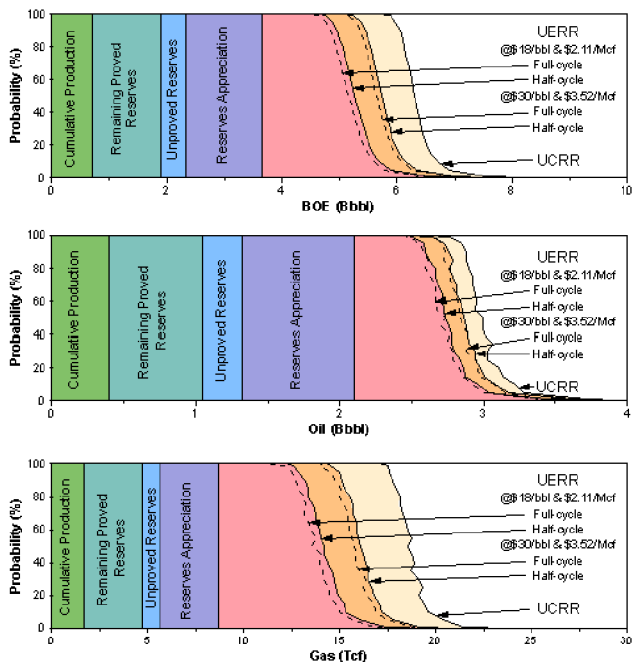 100
80
60
40
20
0
Probability (%)
Cumulative Production
Remaining Proved
Reserves
Unproved Reserves
Reserves Appreciation
UERR
@$18/bbl & $2.11/Mcf
Full-cycle
Half-cycle
@$30/bbl & $3.52/Mcf
Full-cycle
Half-cycle
UCRR
0 2 4 6 8 10
BOE (Bbbl)
100
80
60
40
20
0
Probability (%)
Cumulative Production
Remaining Proved
Reserves
Unproved Reserves
Reserves Appreciation
UERR
@$18/bbl & $2.11/Mcf
Full-cycle
Half-cycle
@$30/bbl & $3.52/Mcf
Full-cycle
Half-cycle
UCRR
0 1 2 3 4
Oil (Bbbl)
100
80
60
40
20
0
Probability (%)
Cumulative Production
Remaining Proved
Reserves
Unproved Reserves
Reserves Appreciation
UERR
@$18/bbl & $2.11/Mcf
Full-cycle
Half-cycle
@$30/bbl & $3.52/Mcf
Full-cycle
Half-cycle
UCRR
0 5 10 15 20 25 30
Gas (Tcf)